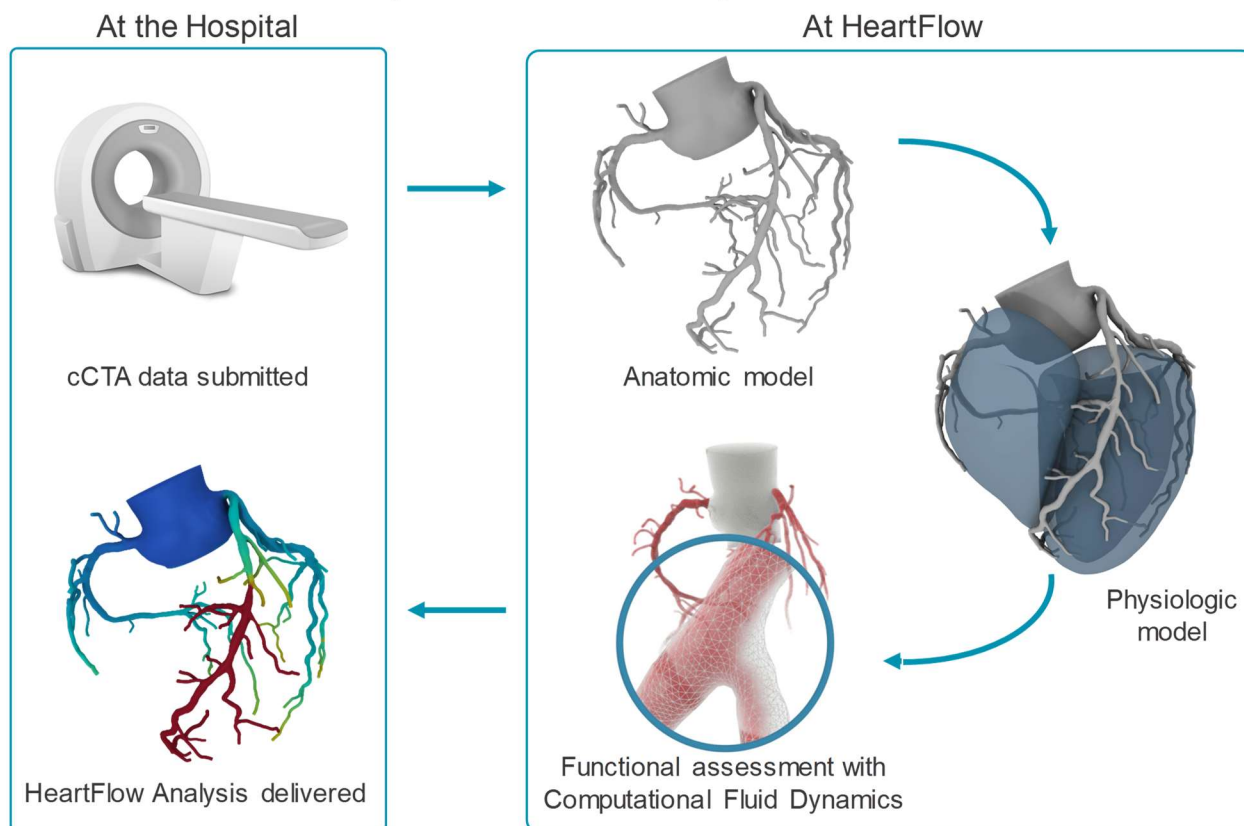 At the Hospital
At HeartFlow
cCTA data submitted
Anatomic model
Physiologic
model
Functional assessment with
Computational Fluid Dynamics
HeartFlow Analysis delivered